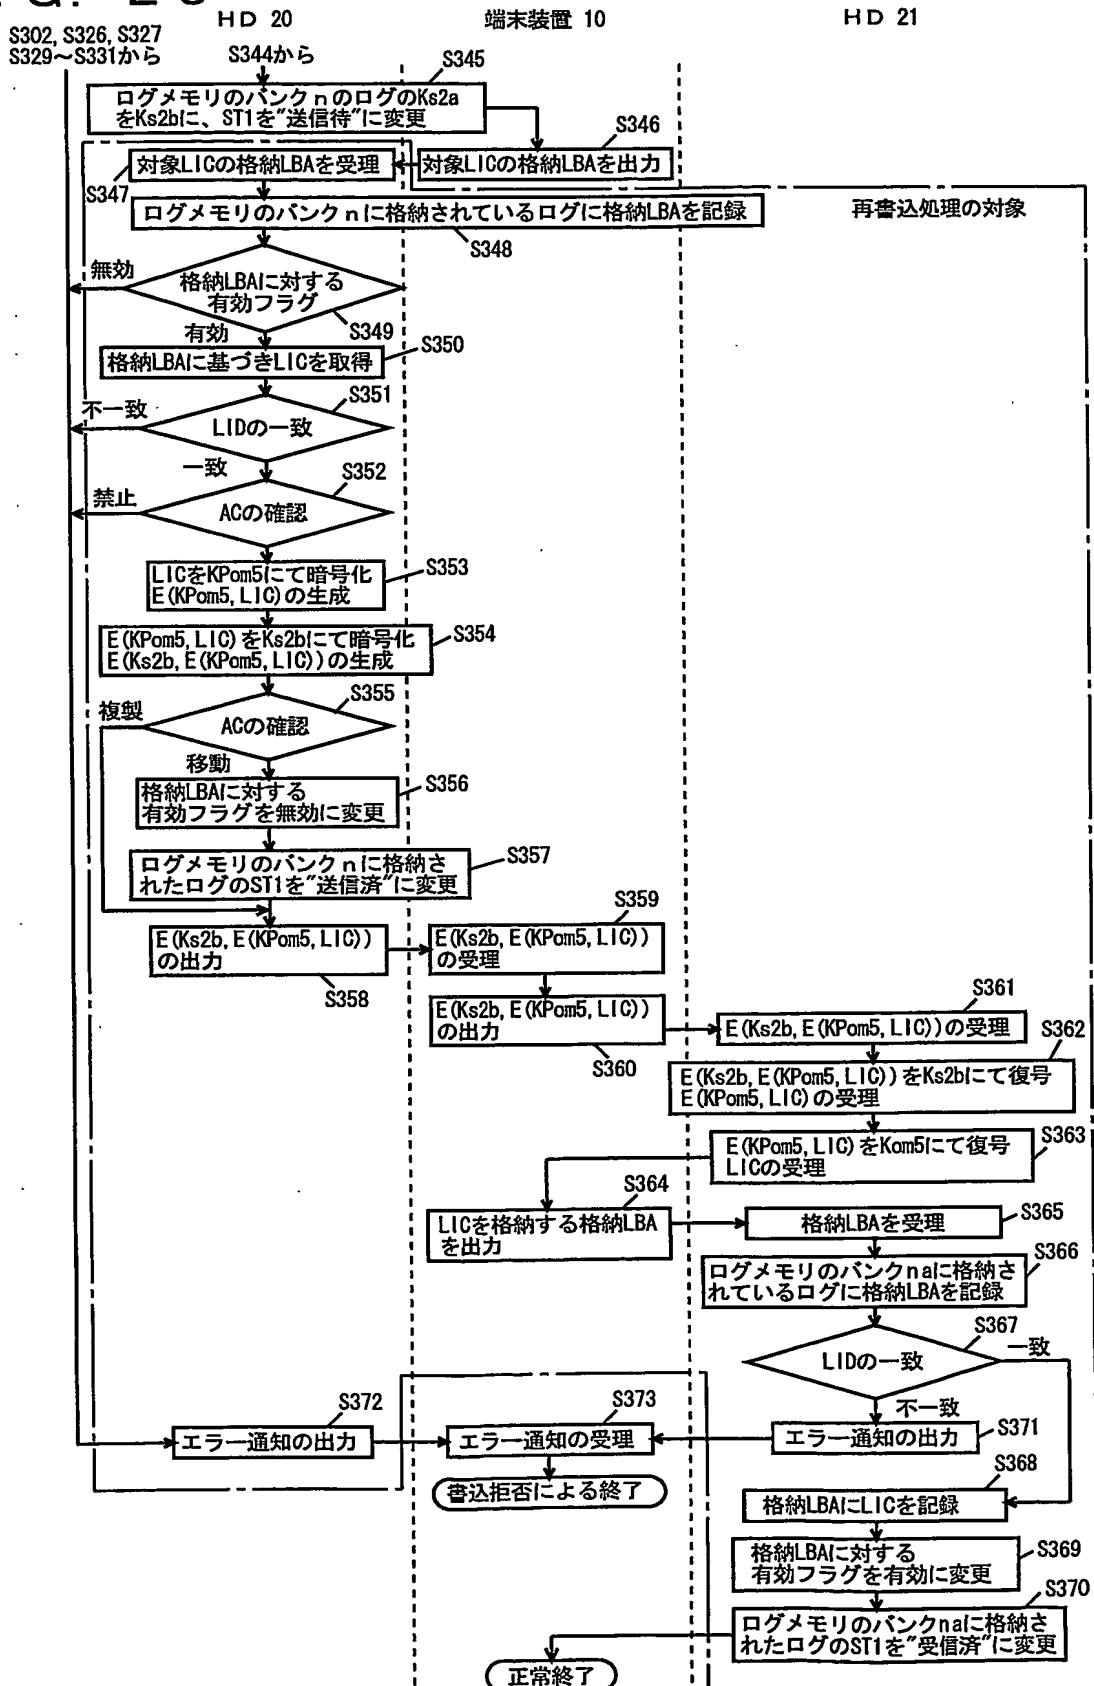 HD 20
端末装置 10
HD 21
S302, S326, S327
S329～S331から
S344から
S345
ログメモリのバンクnのログのKs2a
をKs2bに、ST1を"送信待"に変更
S346
対象LICの格納LBAを出力
対象LICの格納LBAを受理
S347
再書込処理の対象
ログメモリのバンクnに格納されているログに格納LBAを記録
S348
無効
格納LBAに対する
有効フラグ
S349
有効
S350
格納LBAに基づきLICを取得
S351
不一致
LIDの一致
一致
S352
禁止
ACの確認
LICをKPom5にて暗号化
E(KPom5, LIC)の生成
S353
E(KPom5, LIC)をKs2bにて暗号化
E(Ks2b, E(KPom5, LIC))の生成
S354
S355
複製
ACの確認
移動
格納LBAに対する
有効フラグを無効に変更
S356
ログメモリのバンクnに格納さ
れたログのST1を"送信済"に変更
S357
E(Ks2b, E(KPom5, LIC))
の出力
S358
S359
E(Ks2b, E(KPom5, LIC))
の受理
E(Ks2b, E(KPom5, LIC))
の出力
S360
S361
E(Ks2b, E(KPom5, LIC))の受理
S362
E(Ks2b, E(KPom5, LIC))をKs2bにて復号
E(KPom5, LIC)の受理
E(KPom5, LIC)をKom5にて復号
LICの受理
S363
S364
LICを格納する格納LBA
を出力
格納LBAを受理
S365
S366
ログメモリのバンクnaに格納さ
れているログに格納LBAを記録
S367
LIDの一致
一致
不一致
S372
エラー通知の出力
S373
エラー通知の受理
エラー通知の出力
S371
書込拒否による終了
S368
格納LBAにLICを記録
格納LBAに対する
有効フラグを有効に変更
S369
S370
ログメモリのバンクnaに格納さ
れたログのST1を"受信済"に変更
正常終了